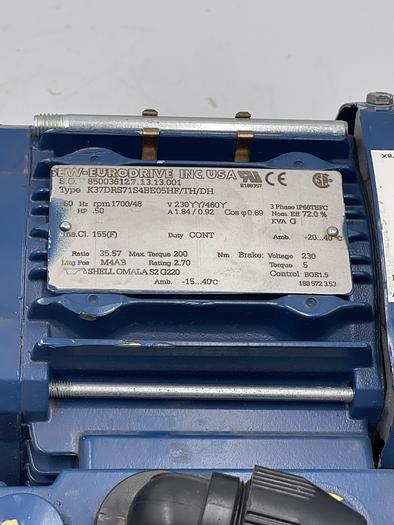 SEW-EURODRIVE INC. USA
S.O. 850036127.13.13.001
Type K37DRS71S4BE05HF/TH/DH
E189357
60 Hz rpm 1700/48 V 230YY/460Y 3 Phase IP66TEFC
HP .50 A 1.84 / 0.92 Cos φ 0.69 Nom. Eff 72.0 %
KVA G
Ins.Cl. 155(F) Duty CONT Amb. -20..40°C
Ratio 35.57 Max Torque 200 Nm Brake: Voltage 230
Mtg Pos M4AB Rating 2.70 Torque 5
SHELL OMALA S2 G220 Control BGE1.5
Amb. -15...40°C 188 572 3.53